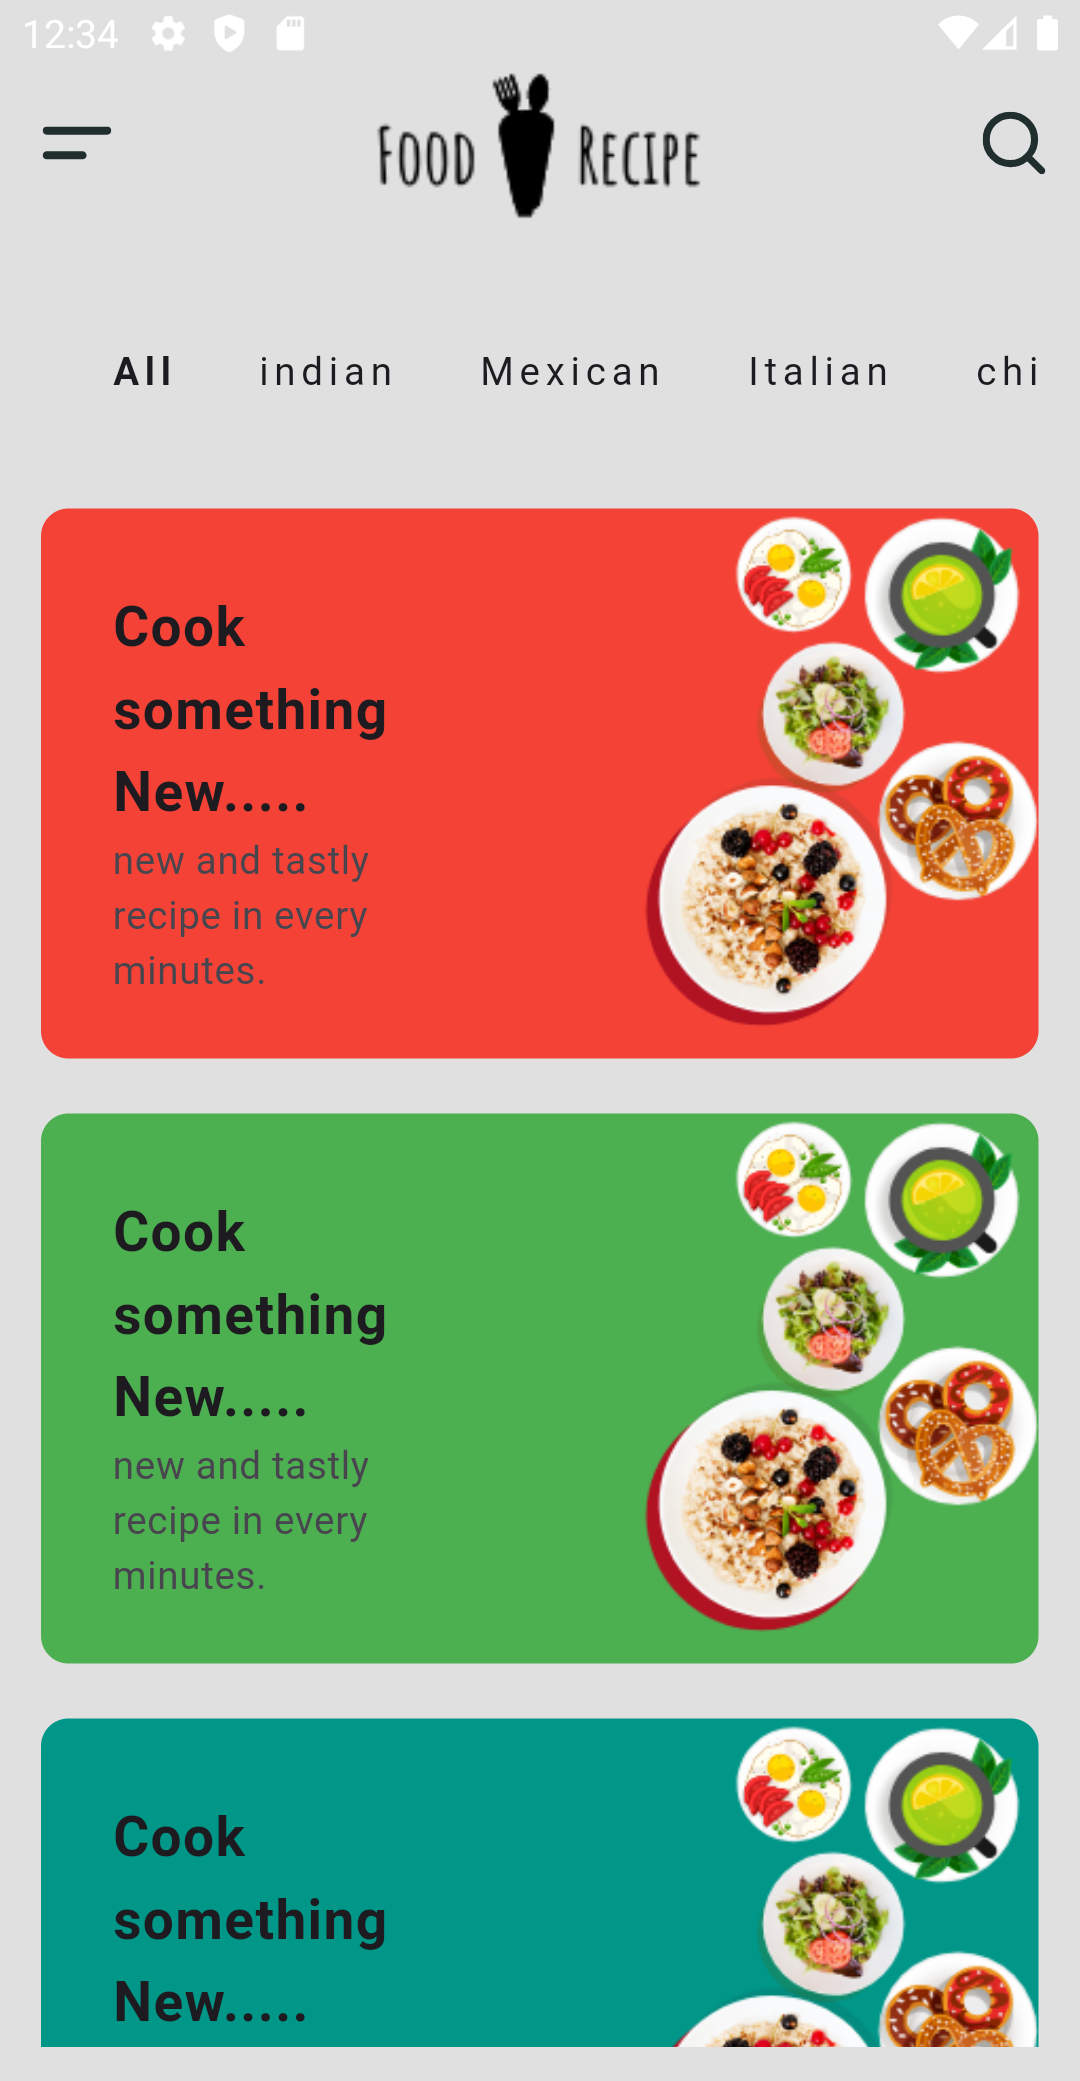 12:34
FOOD RECIPE
All indian Mexican Italian chi
Cook
something
New.....
new and tastly
recipe in every
minutes.
Cook
something
New.....
new and tastly
recipe in every
minutes.
Cook
something
New.....